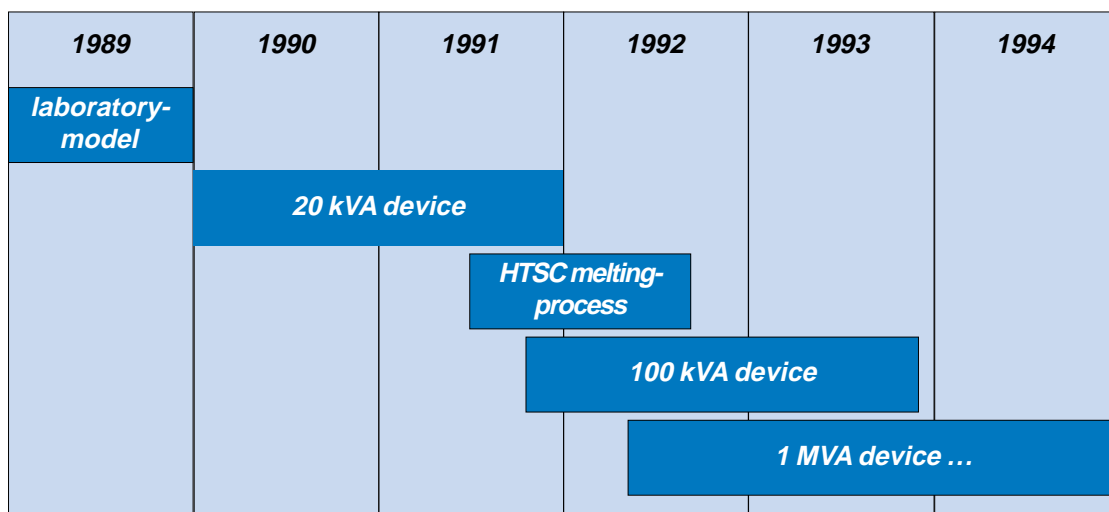 1989 1990 1991 1992 1993 1994
laboratory-
model
20 kVA device
HTSC melting-
process
100 kVA device
1 MVA device …